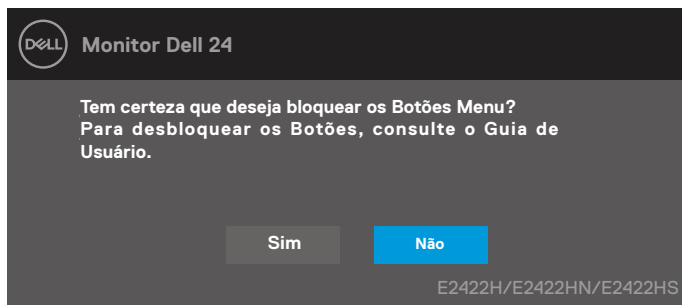 DELL
Monitor Dell 24
Tem certeza que deseja bloquear os Botões Menu?
Para desbloquear os Botões, consulte o Guia de
Usuário.
Sim
Não
E2422H/E2422HN/E2422HS